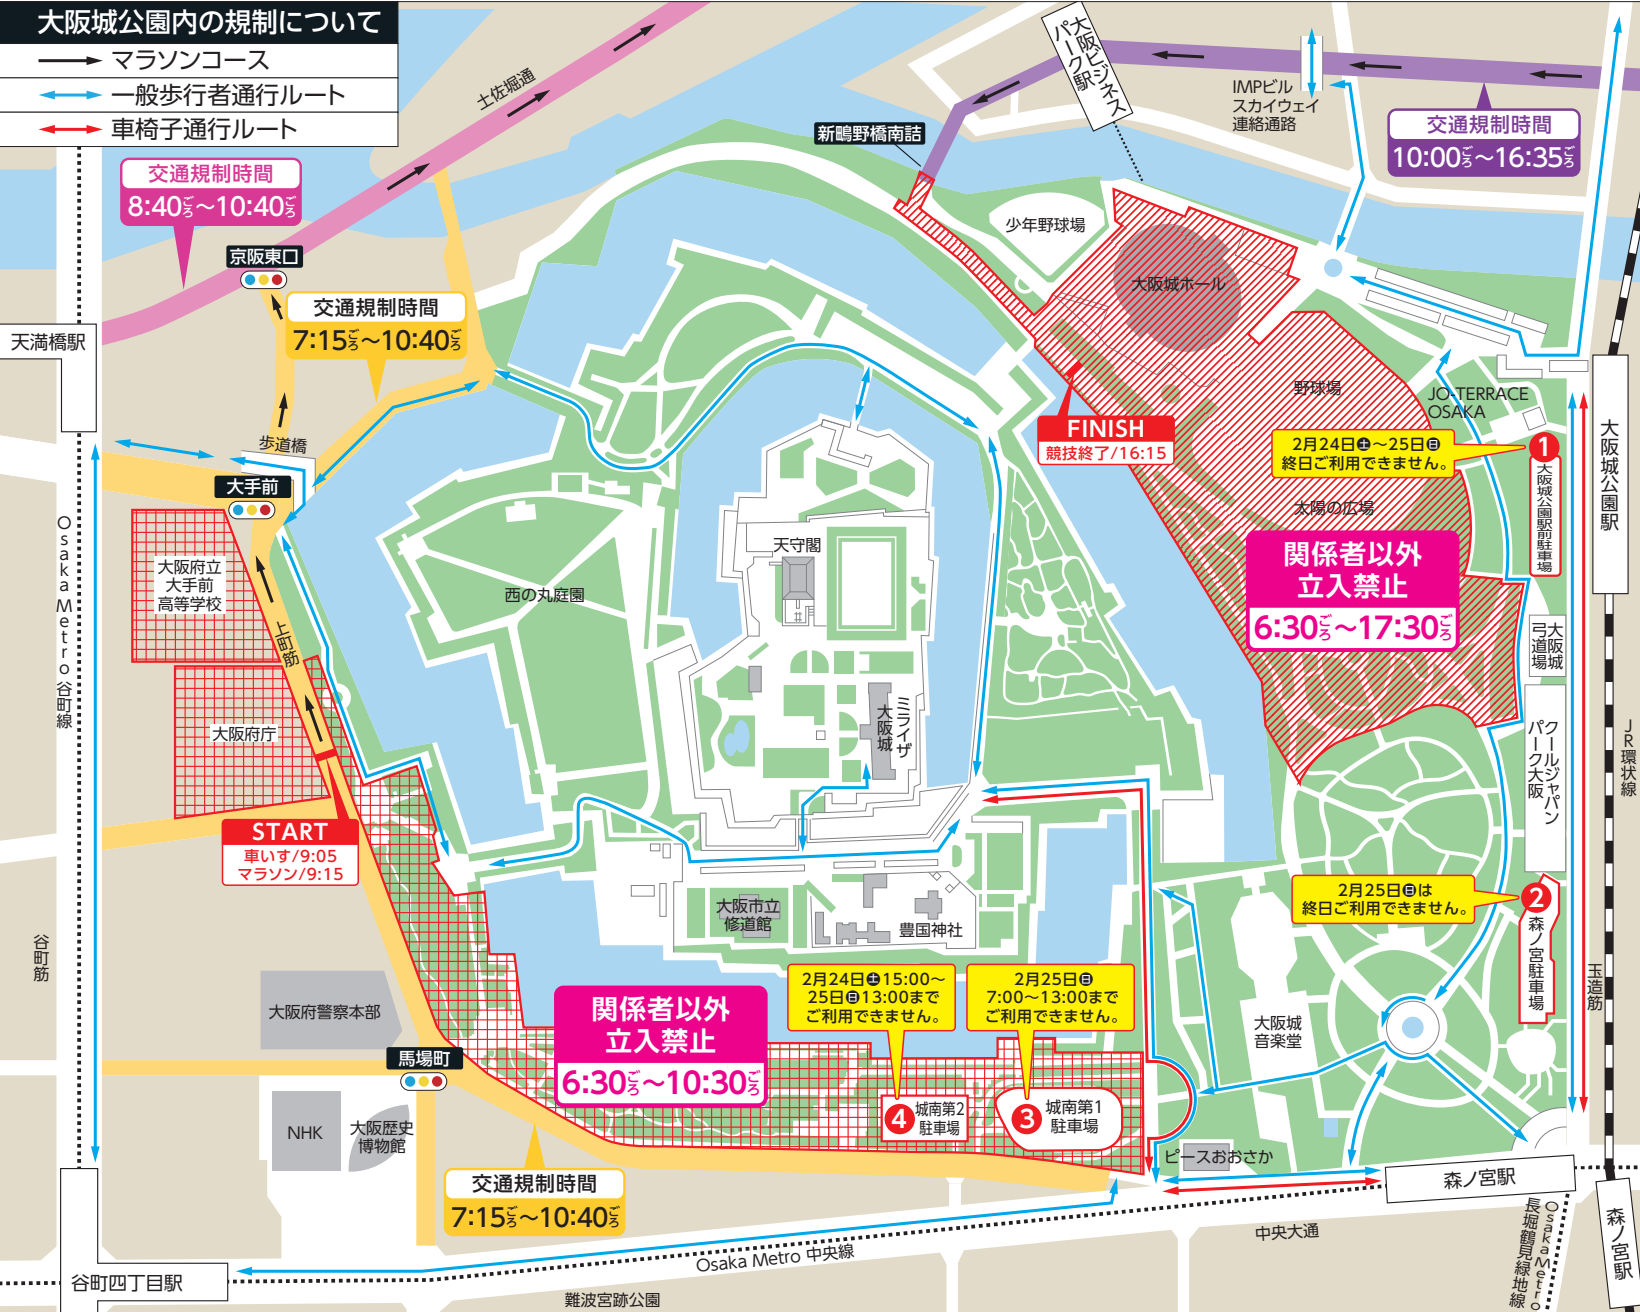 大阪城公園内の規制について
マラソンコース
一般歩行者通行ルート
車椅子通行ルート
土佐堀通
大阪ビジネス
パーク駅
IMPビル
スカイウェイ
連絡通路
交通規制時間
10:00ごろ～16:35ごろ
新鴫野橋南詰
交通規制時間
8:40ごろ～10:40ごろ
少年野球場
京阪東口
大阪城ホール
交通規制時間
7:15ごろ～10:40ごろ
天満橋駅
野球場
JO-TERRACE
OSAKA
FINISH
競技終了/16:15
2月24日土～25日日
終日ご利用できません。
1
大阪城公園駅前駐車場
大阪城公園駅
歩道橋
大手前
太陽の広場
関係者以外
立入禁止
6:30ごろ～17:30ごろ
Osaka Metro 谷町線
大阪府立
大手前
高等学校
上町筋
天守閣
西の丸庭園
大阪城
弓道場
大阪府庁
ミライザ
大阪城
クールジャパン
パーク大阪
JR環状線
START
車いす/9:05
マラソン/9:15
2月25日日は
終日ご利用できません。
2
森ノ宮駐車場
大阪市立
修道館
豊国神社
谷町筋
玉造筋
大阪府警察本部
2月24日土15:00～
25日日13:00まで
ご利用できません。
2月25日日
7:00～13:00まで
ご利用できません。
関係者以外
立入禁止
6:30ごろ～10:30ごろ
大阪城
音楽堂
馬場町
4
城南第2
駐車場
3
城南第1
駐車場
NHK
大阪歴史
博物館
ピースおおさか
交通規制時間
7:15ごろ～10:40ごろ
森ノ宮駅
森ノ宮駅
Osaka Metro
長堀鶴見緑地線
中央大通
Osaka Metro 中央線
谷町四丁目駅
難波宮跡公園